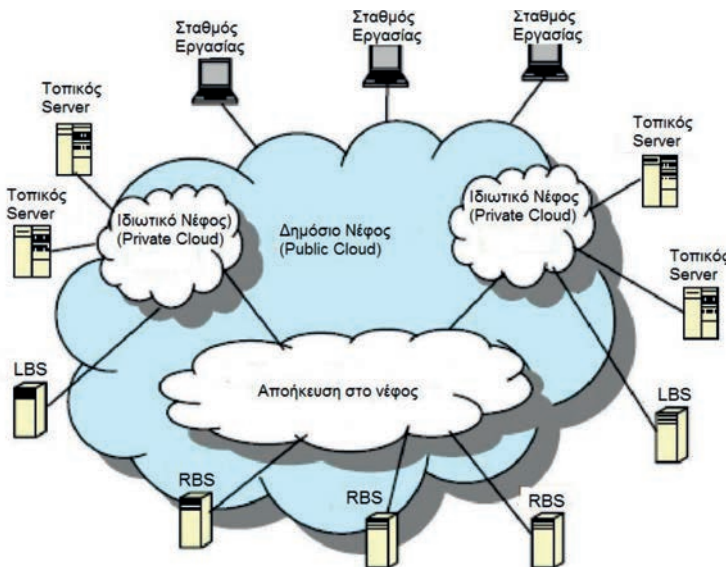 Σταθμός
Εργασίας
Σταθμός
Εργασίας
Σταθμός
Εργασίας
Τοπικός
Server
Τοπικός
Server
Τοπικός
Server
Τοπικός
Server
Ιδιωτικό Νέφος)
(Private Cloud)
Δημόσιο Νέφος
(Public Cloud)
Ιδιωτικό Νέφος
(Private Cloud)
LBS
LBS
Αποήκευση στο νέφος
RBS
RBS
RBS